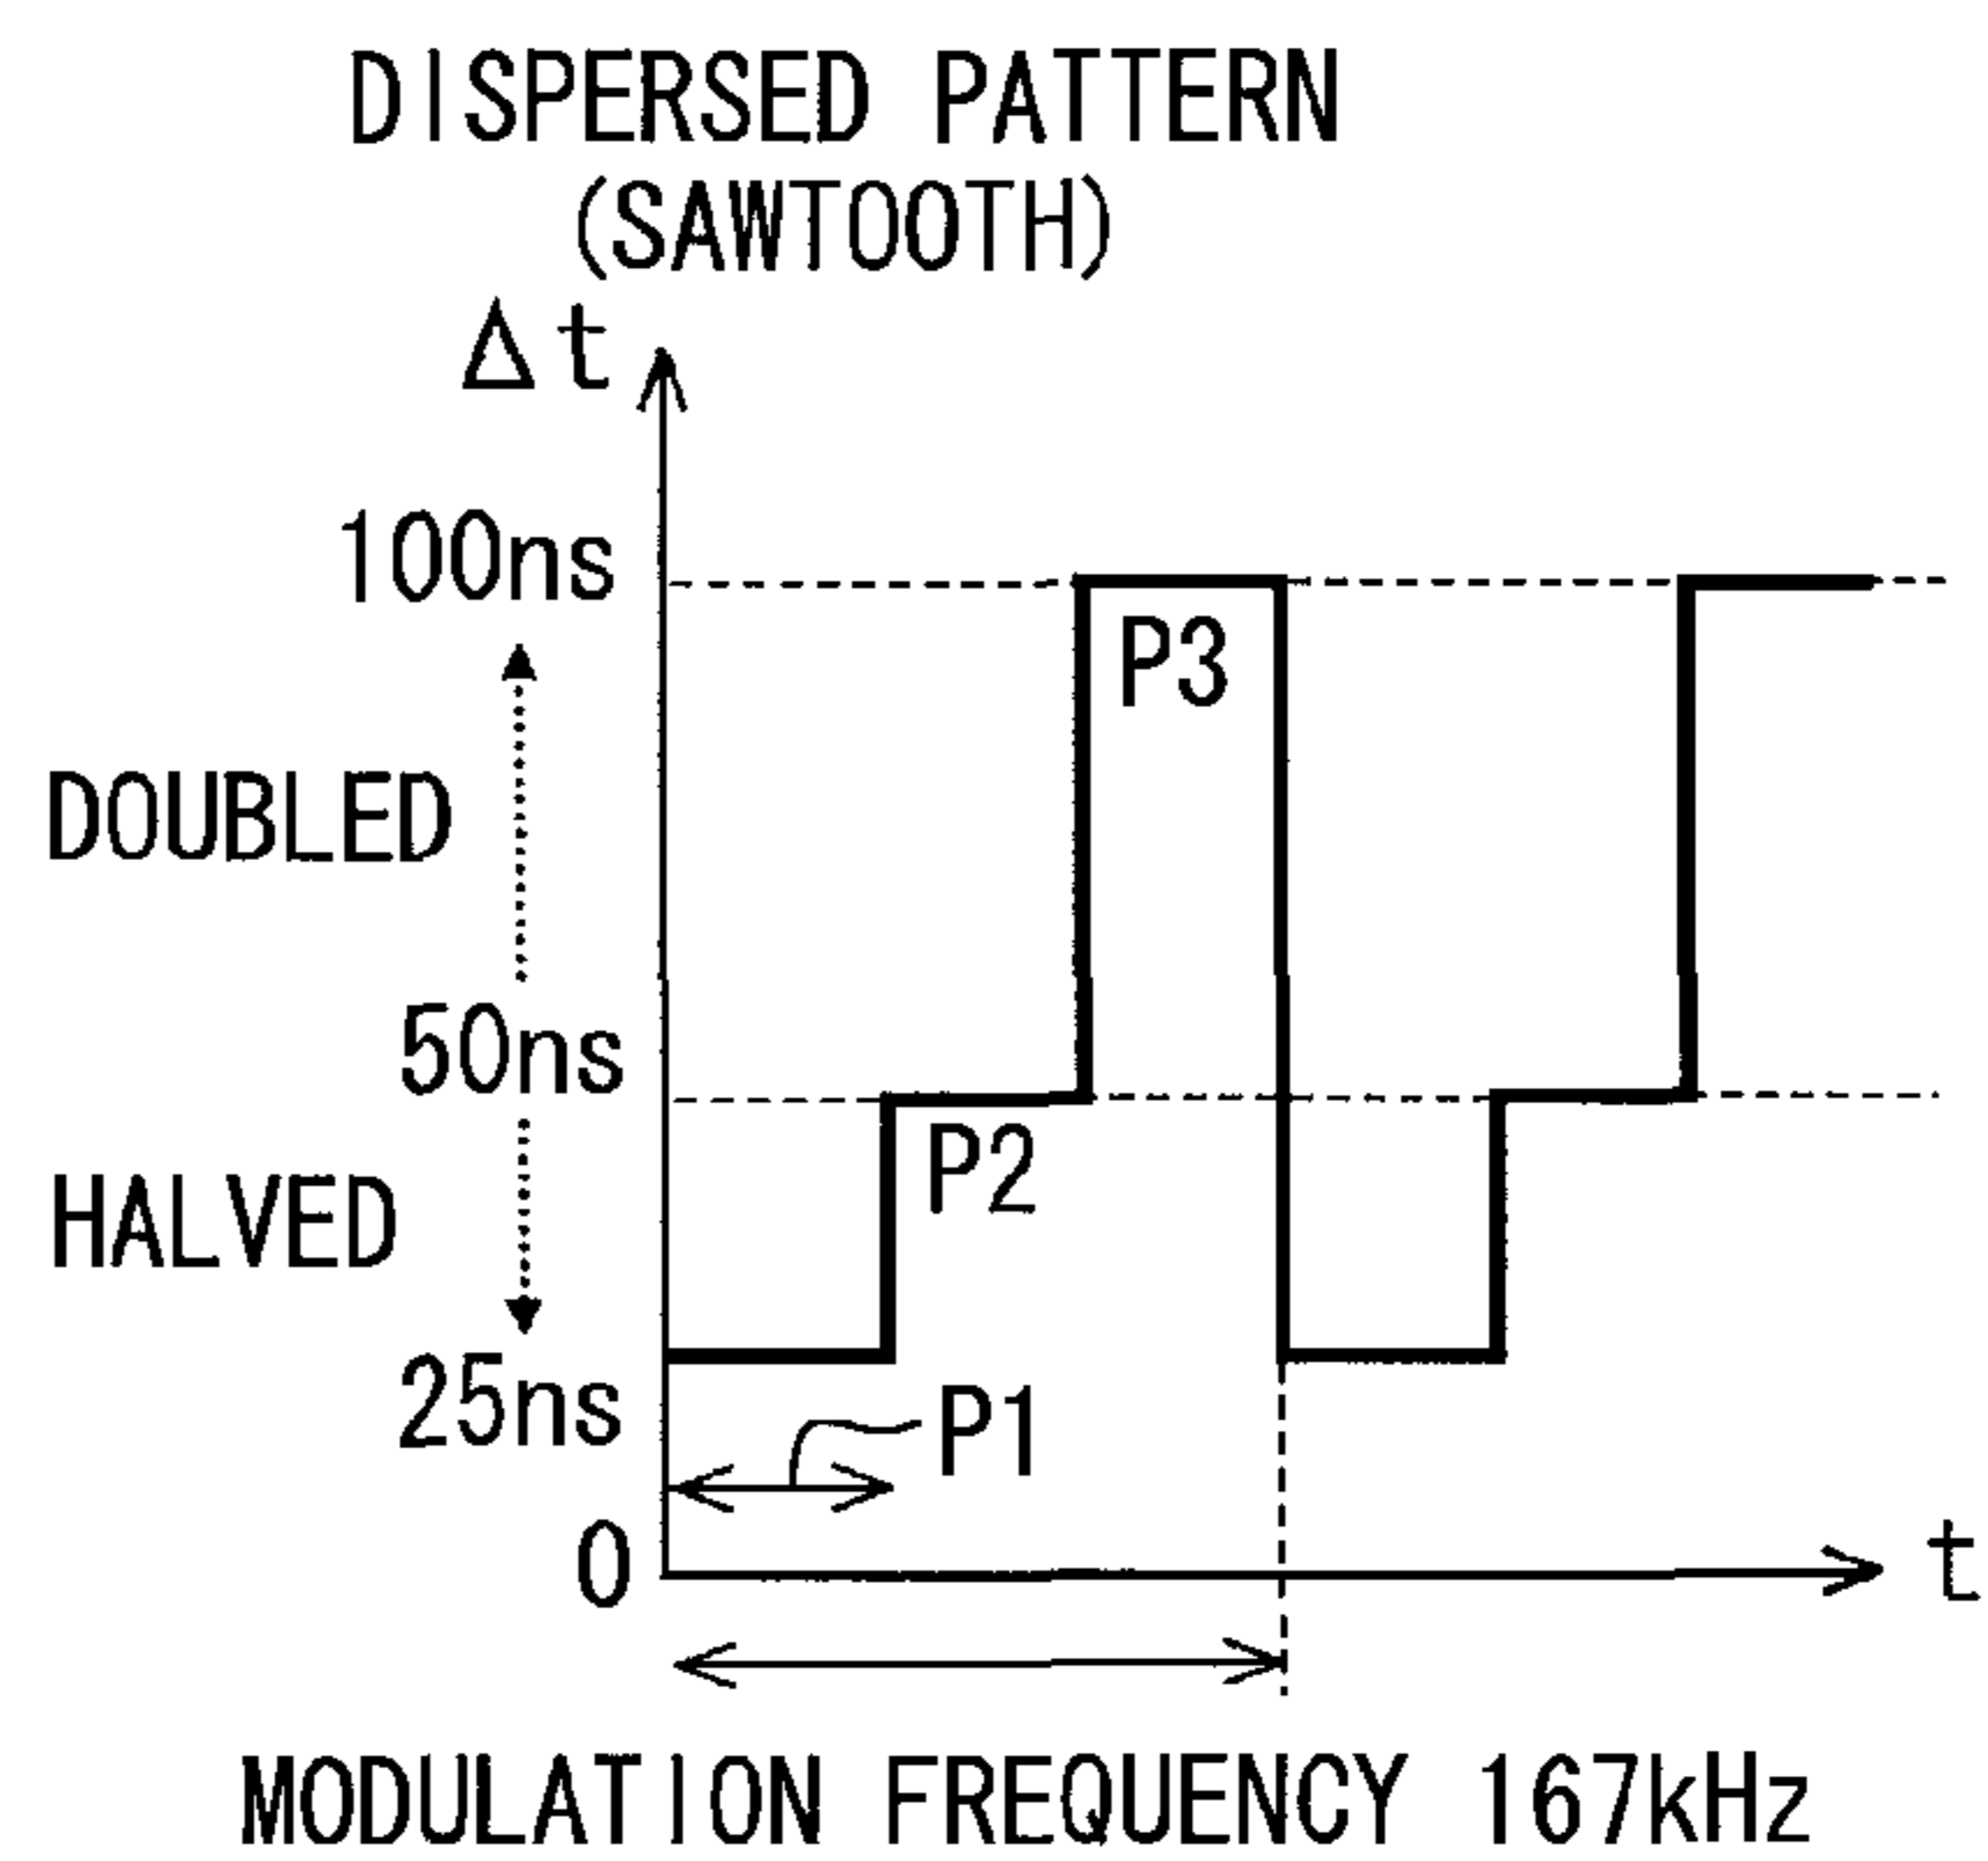 DISPERSED PATTERN
(SAWTOOTH)
Δt
100ns
P3
DOUBLED
50ns
P2
HALVED
25ns
P1
0
t
MODULATION FREQUENCY 167kHz